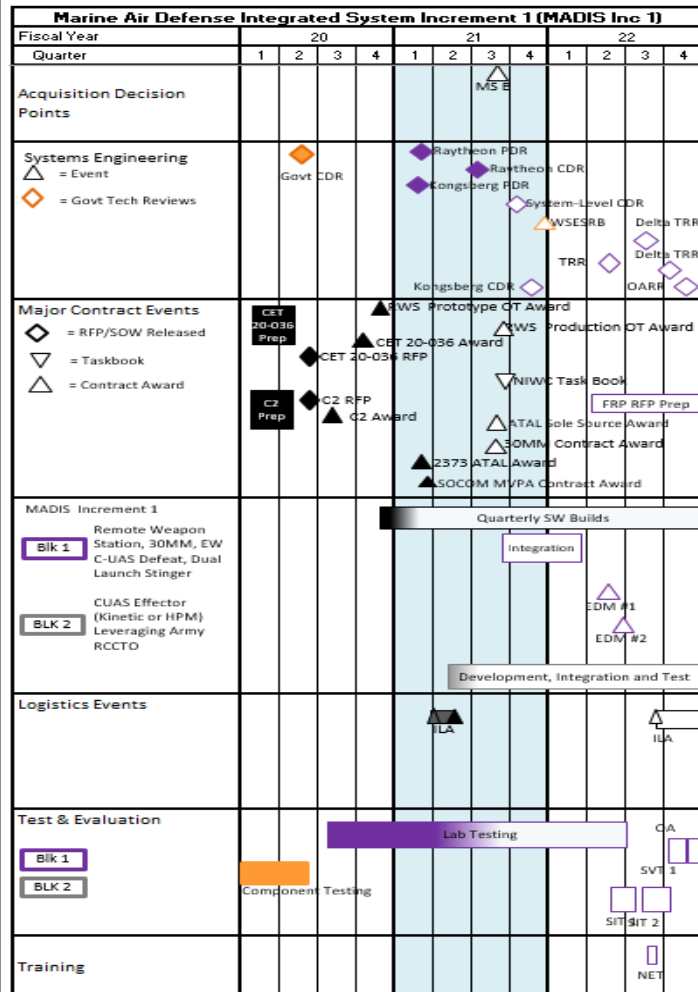 Marine Air Defense Integrated System Increment 1 (MADIS Inc 1)
Fiscal Year 20 21 22
Quarter 1 2 3 4 1 2 3 4 1 2 3 4
Acquisition Decision
Points
MS B
Systems Engineering
= Event
= Govt Tech Reviews
Govt CDR
Raytheon PDR
Raytheon CDR
Kongsberg PDR
System-Level CDR
WSESRB
Delta TRR
TRR
Delta TRR
Kongsberg CDR
OARR
Major Contract Events
= RFP/SOW Released
= Taskbook
= Contract Award
CET
20-036
Prep
RWS Prototype OT Award
RWS Production OT Award
CET 20-036 Award
CET 20-036 RFP
NIWC Task Book
C2
Prep
C2 RFP
FRP RFP Prep
C2 Award
ATAL Sole Source Award
30MM Contract Award
2373 ATAL Award
SOCOM MVPA Contract Award
MADIS Increment 1
Blk 1
Remote Weapon
Station, 30MM, EW
C-UAS Defeat, Dual
Launch Stinger
BLK 2
CUAS Effector
(Kinetic or HPM)
Leveraging Army
RCCTO
Quarterly SW Builds
Integration
EDM #1
EDM #2
Development, Integration and Test
Logistics Events
ILA
ILA
Test & Evaluation
Blk 1
BLK 2
Lab Testing
OA
SVT 1
Component Testing
SIT 1
SIT 2
Training
NET